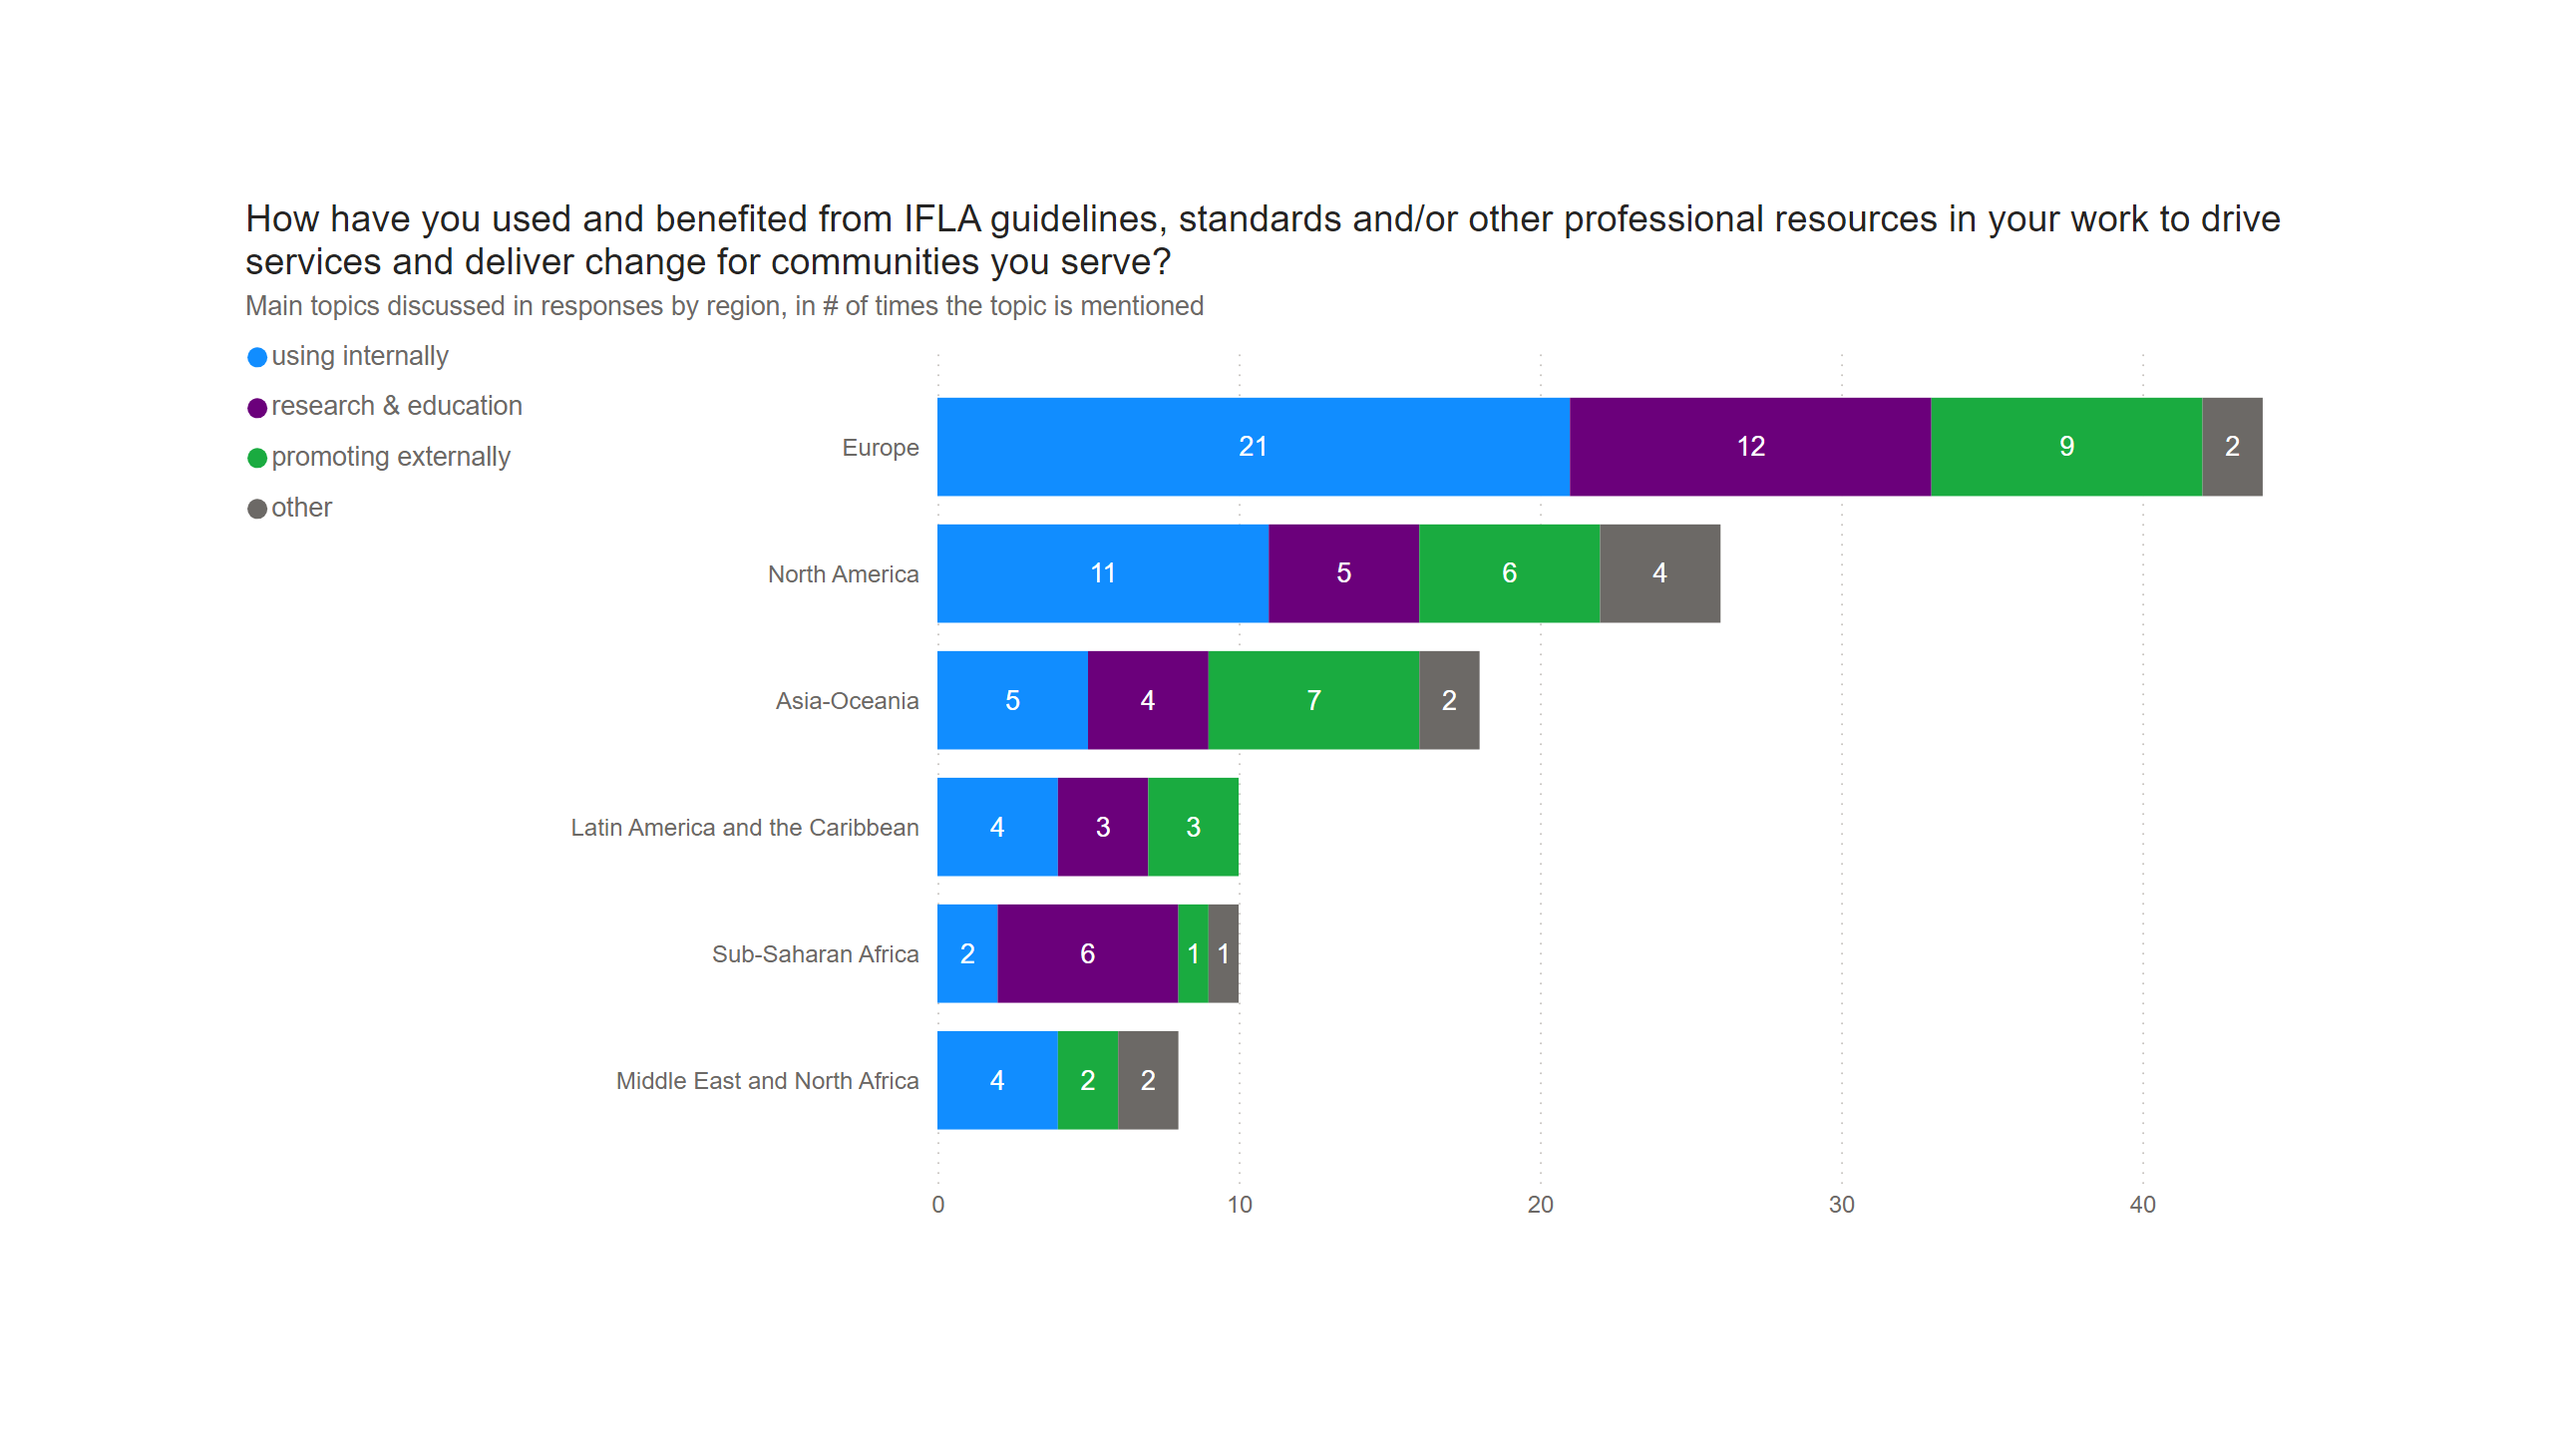 How have you used and benefited from IFLA guidelines, standards and/or other professional resources in your work to drive
services and deliver change for communities you serve?
Main topics discussed in responses by region, in # of times the topic is mentioned
using internally
research & education
promoting externally
other
Europe 21 12 9 2
North America 11 5 6 4
Asia-Oceania 5 4 7 2
Latin America and the Caribbean 4 3 3
Sub-Saharan Africa 2 6 1 1
Middle East and North Africa 4 2 2
0 10 20 30 40